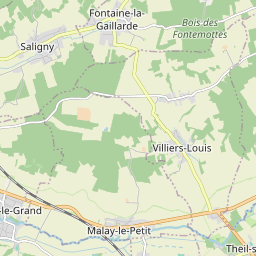 Fontaine-la-
Gaillarde
Bois des
Fontemottes
Saligny
Villiers-Louis
-le-Grand
Malay-le-Petit
Theil-s